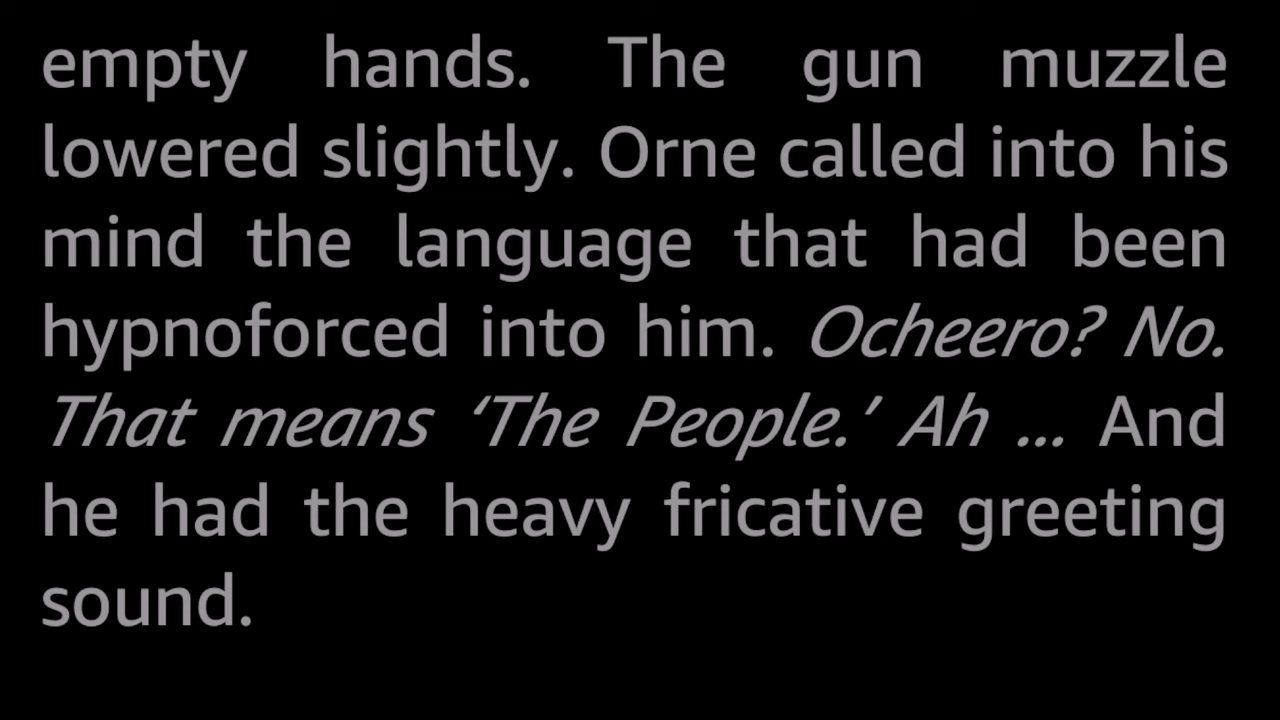 empty hands. The gun muzzle
lowered slightly. Orne called into his
mind the language that had been
hypnoforced into him. Ocheero? No.
That means ‘The People.’ Ah ... And
he had the heavy fricative greeting
sound.